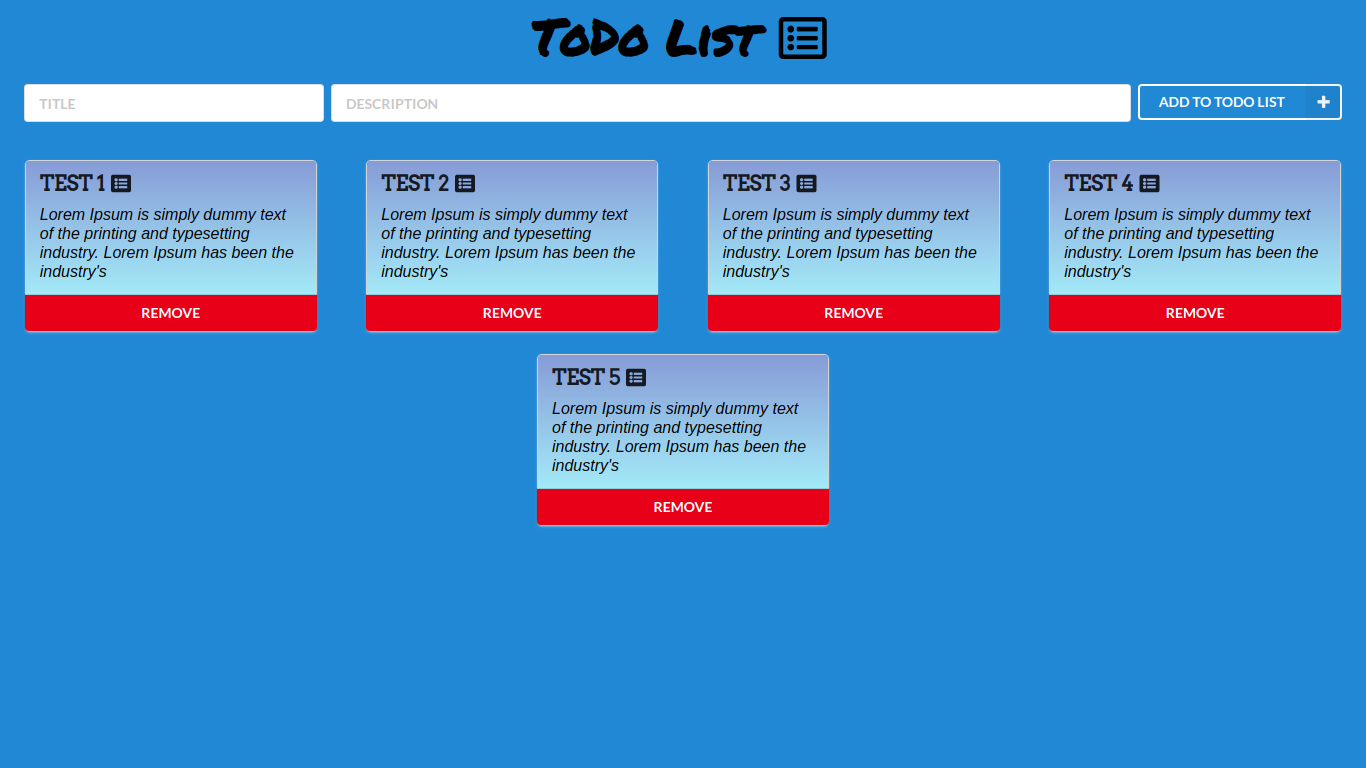 ToDo List
TITLE
DESCRIPTION
ADD TO TODO LIST
TEST 1
Lorem Ipsum is simply dummy text
of the printing and typesetting
industry. Lorem Ipsum has been the
industry's
REMOVE
TEST 2
Lorem Ipsum is simply dummy text
of the printing and typesetting
industry. Lorem Ipsum has been the
industry's
REMOVE
TEST 3
Lorem Ipsum is simply dummy text
of the printing and typesetting
industry. Lorem Ipsum has been the
industry's
REMOVE
TEST 4
Lorem Ipsum is simply dummy text
of the printing and typesetting
industry. Lorem Ipsum has been the
industry's
REMOVE
TEST 5
Lorem Ipsum is simply dummy text
of the printing and typesetting
industry. Lorem Ipsum has been the
industry's
REMOVE